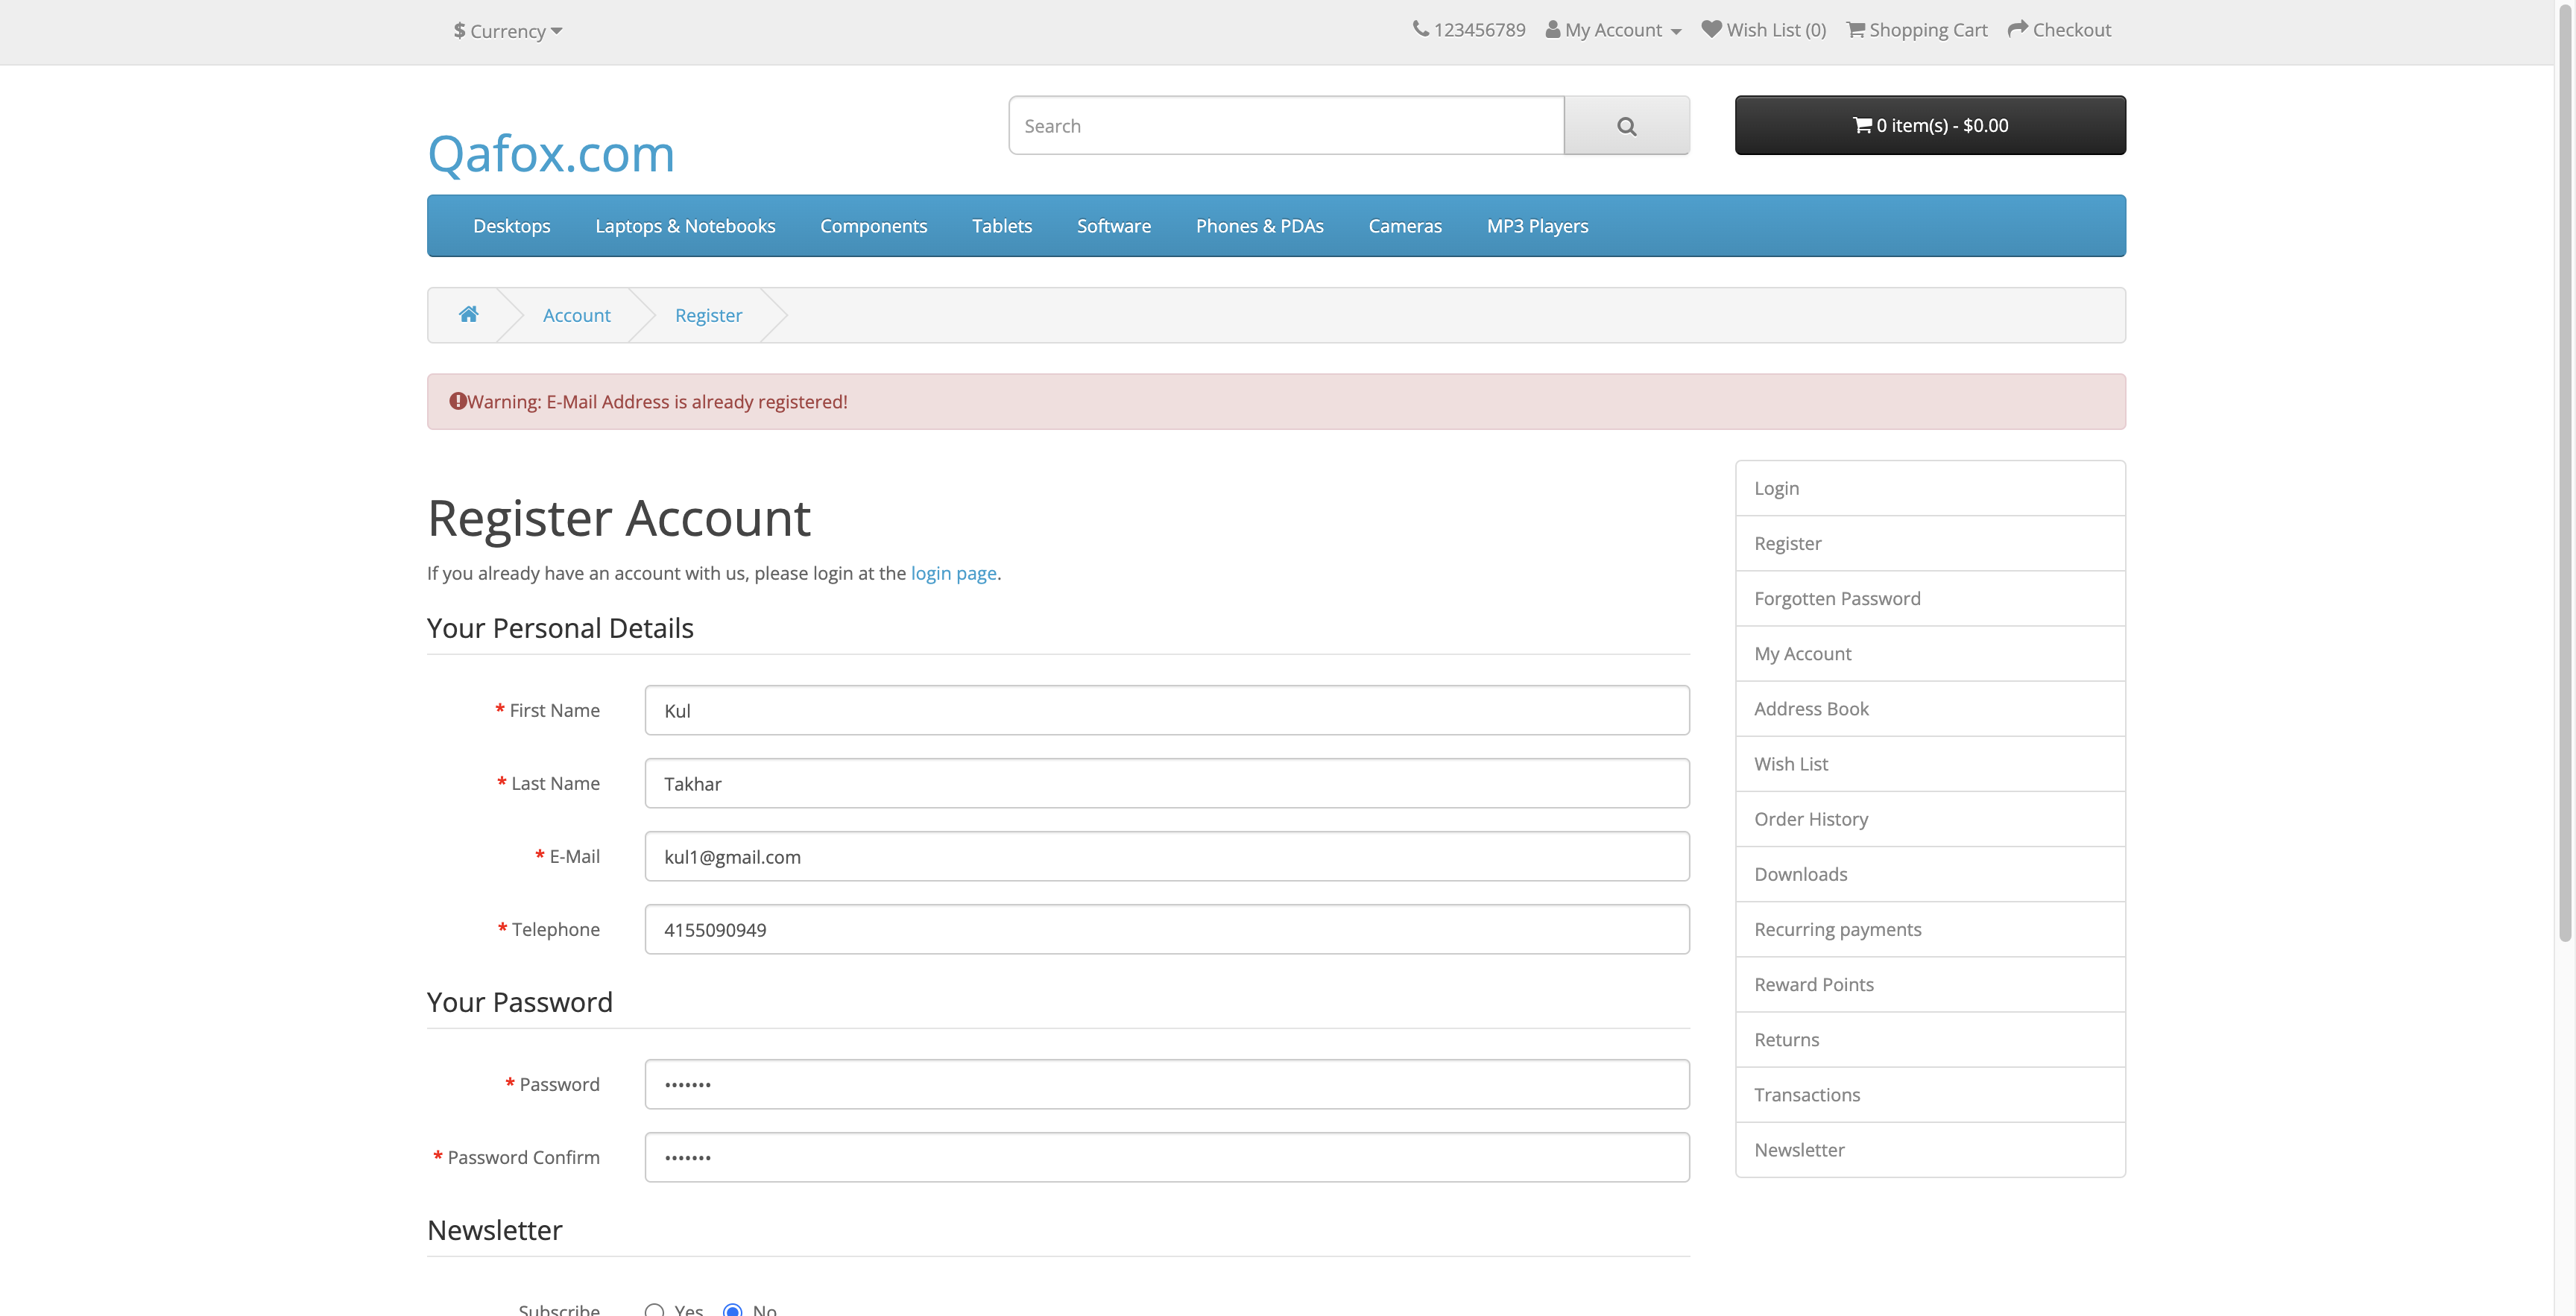 $ Currency
123456789 My Account Wish List (0) Shopping Cart Checkout
Qafox.com
Search
0 item(s) - $0.00
Desktops Laptops & Notebooks Components Tablets Software Phones & PDAs Cameras MP3 Players
Account Register
Warning: E-Mail Address is already registered!
Register Account
If you already have an account with us, please login at the login page.
Your Personal Details
* First Name Kul
* Last Name Takhar
* E-Mail kul1@gmail.com
* Telephone 4155090949
Your Password
* Password •••••••
* Password Confirm •••••••
Newsletter
Subscribe Yes No
Login
Register
Forgotten Password
My Account
Address Book
Wish List
Order History
Downloads
Recurring payments
Reward Points
Returns
Transactions
Newsletter